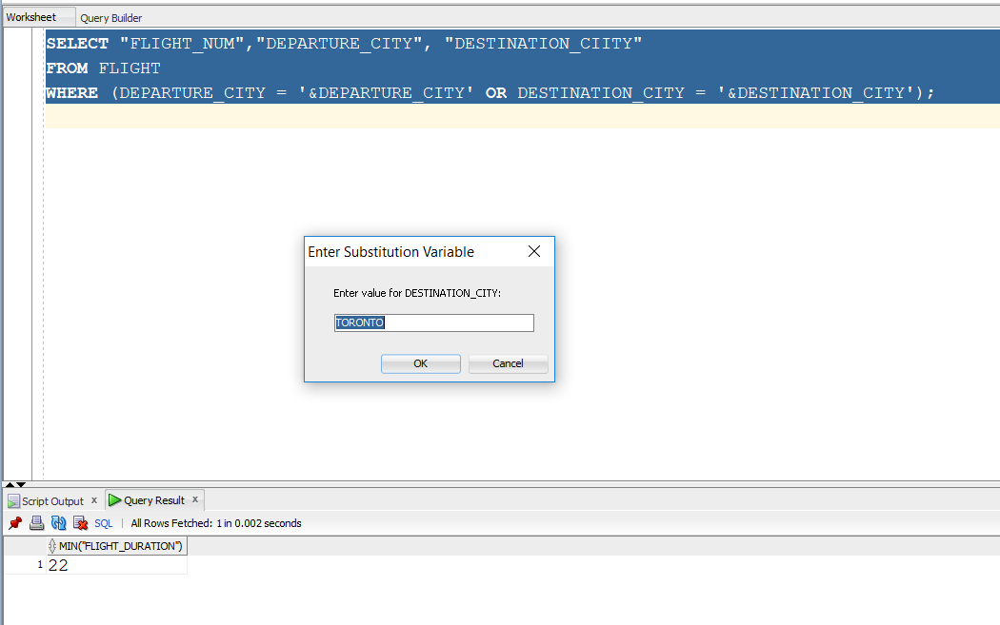 Worksheet Query Builder
SELECT "FLIGHT_NUM","DEPARTURE_CITY", "DESTINATION_CIITY"
FROM FLIGHT
WHERE (DEPARTURE_CITY = '&DEPARTURE_CITY' OR DESTINATION_CITY = '&DESTINATION_CITY');
Enter Substitution Variable
Enter value for DESTINATION_CITY:
TORONTO
OK Cancel
Script Output x Query Result x
SQL | All Rows Fetched: 1 in 0.002 seconds
MIN("FLIGHT_DURATION")
1 22